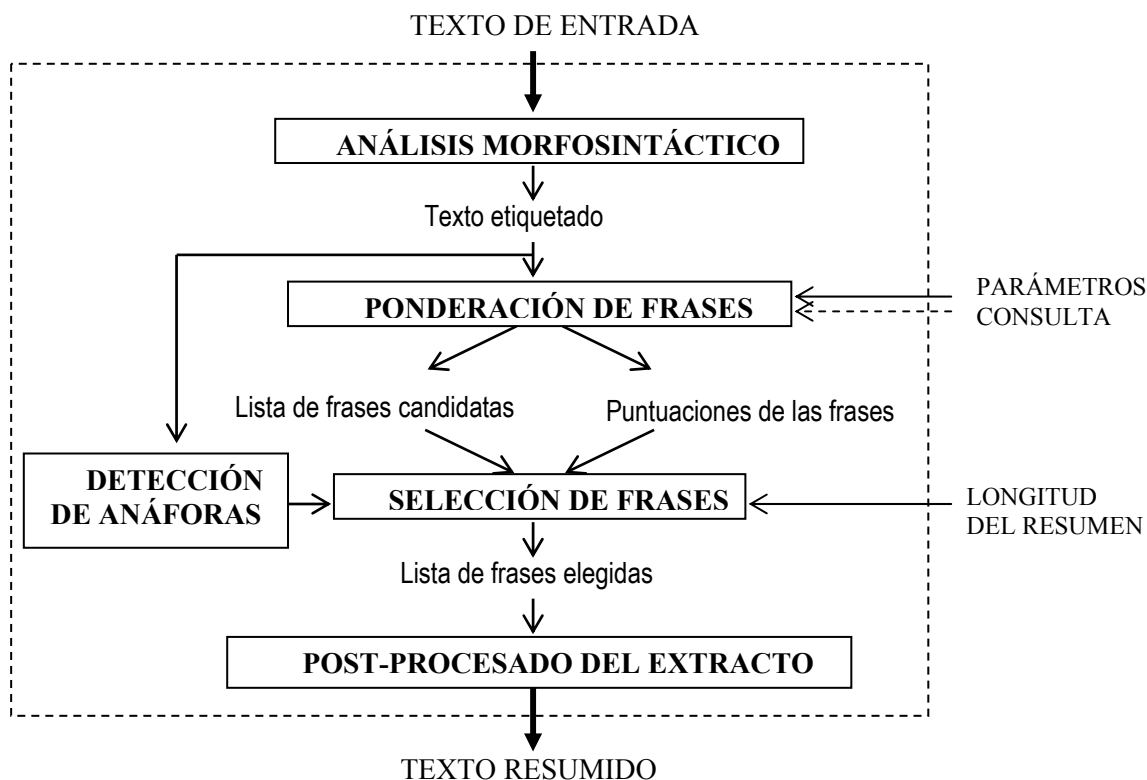 TEXTO DE ENTRADA
ANÁLISIS MORFOSINTÁCTICO
Texto etiquetado
PONDERACIÓN DE FRASES
PARÁMETROS
CONSULTA
Lista de frases candidatas
Puntuaciones de las frases
DETECCIÓN
DE ANÁFORAS
SELECCIÓN DE FRASES
LONGITUD
DEL RESUMEN
Lista de frases elegidas
POST-PROCESADO DEL EXTRACTO
TEXTO RESUMIDO